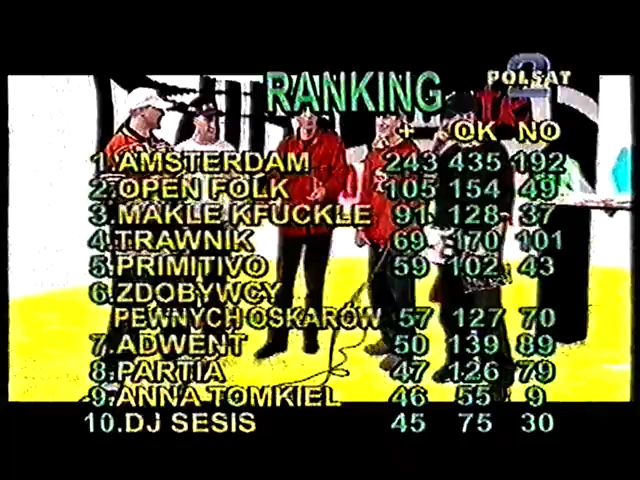 POLSAT 2
RANKING
+ OK NO
1.AMSTERDAM 243 435 192
2.OPEN FOLK 105 154 49
3.MAKLE KFUCKLE 91 128 37
4.TRAWNIK 69 170 101
5.PRIMITIVO 59 102 43
6.ZDOBYWCY
PEWNYCH OSKARÓW 57 127 70
7.ADWENT 50 139 89
8.PARTIA 47 126 79
9.ANNA TOMKIEL 46 55 9
10.DJ SESIS 45 75 30